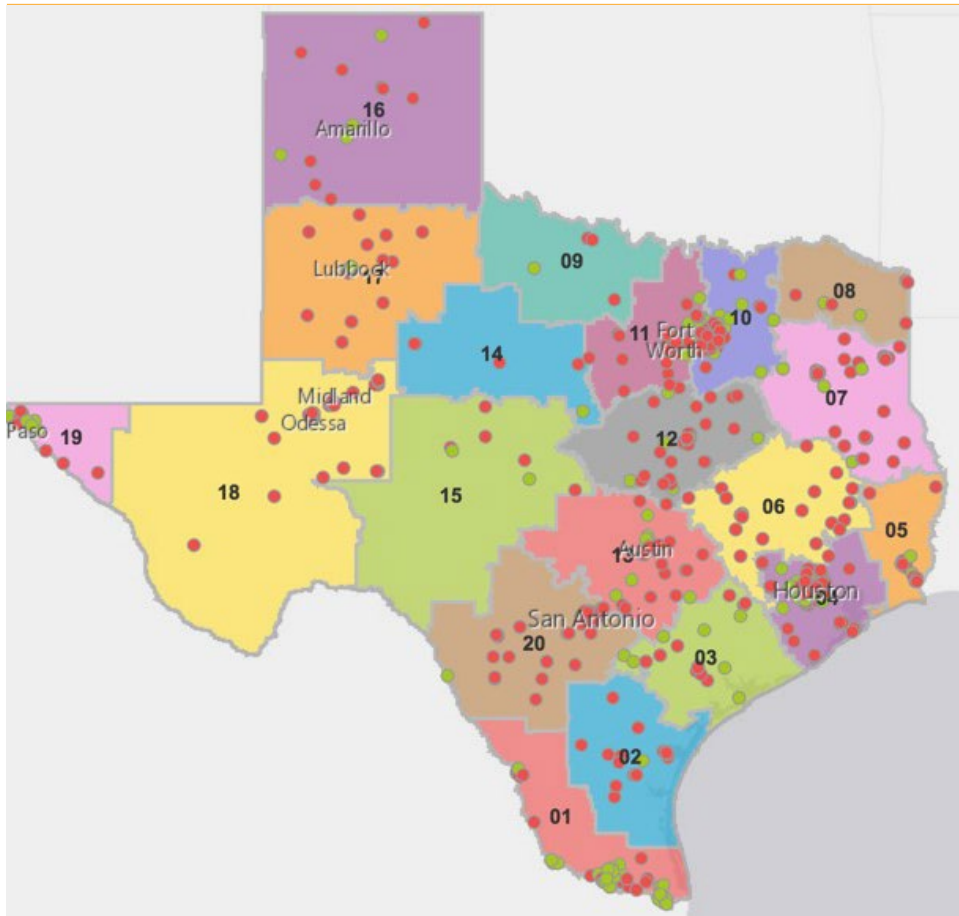 16
Amarillo
Lubbock
17
09
10
08
11
Fort
Worth
14
07
Midland
Odessa
Paso
19
12
18
15
06
05
Austin
13
Houston
04
San Antonio
20
03
02
01